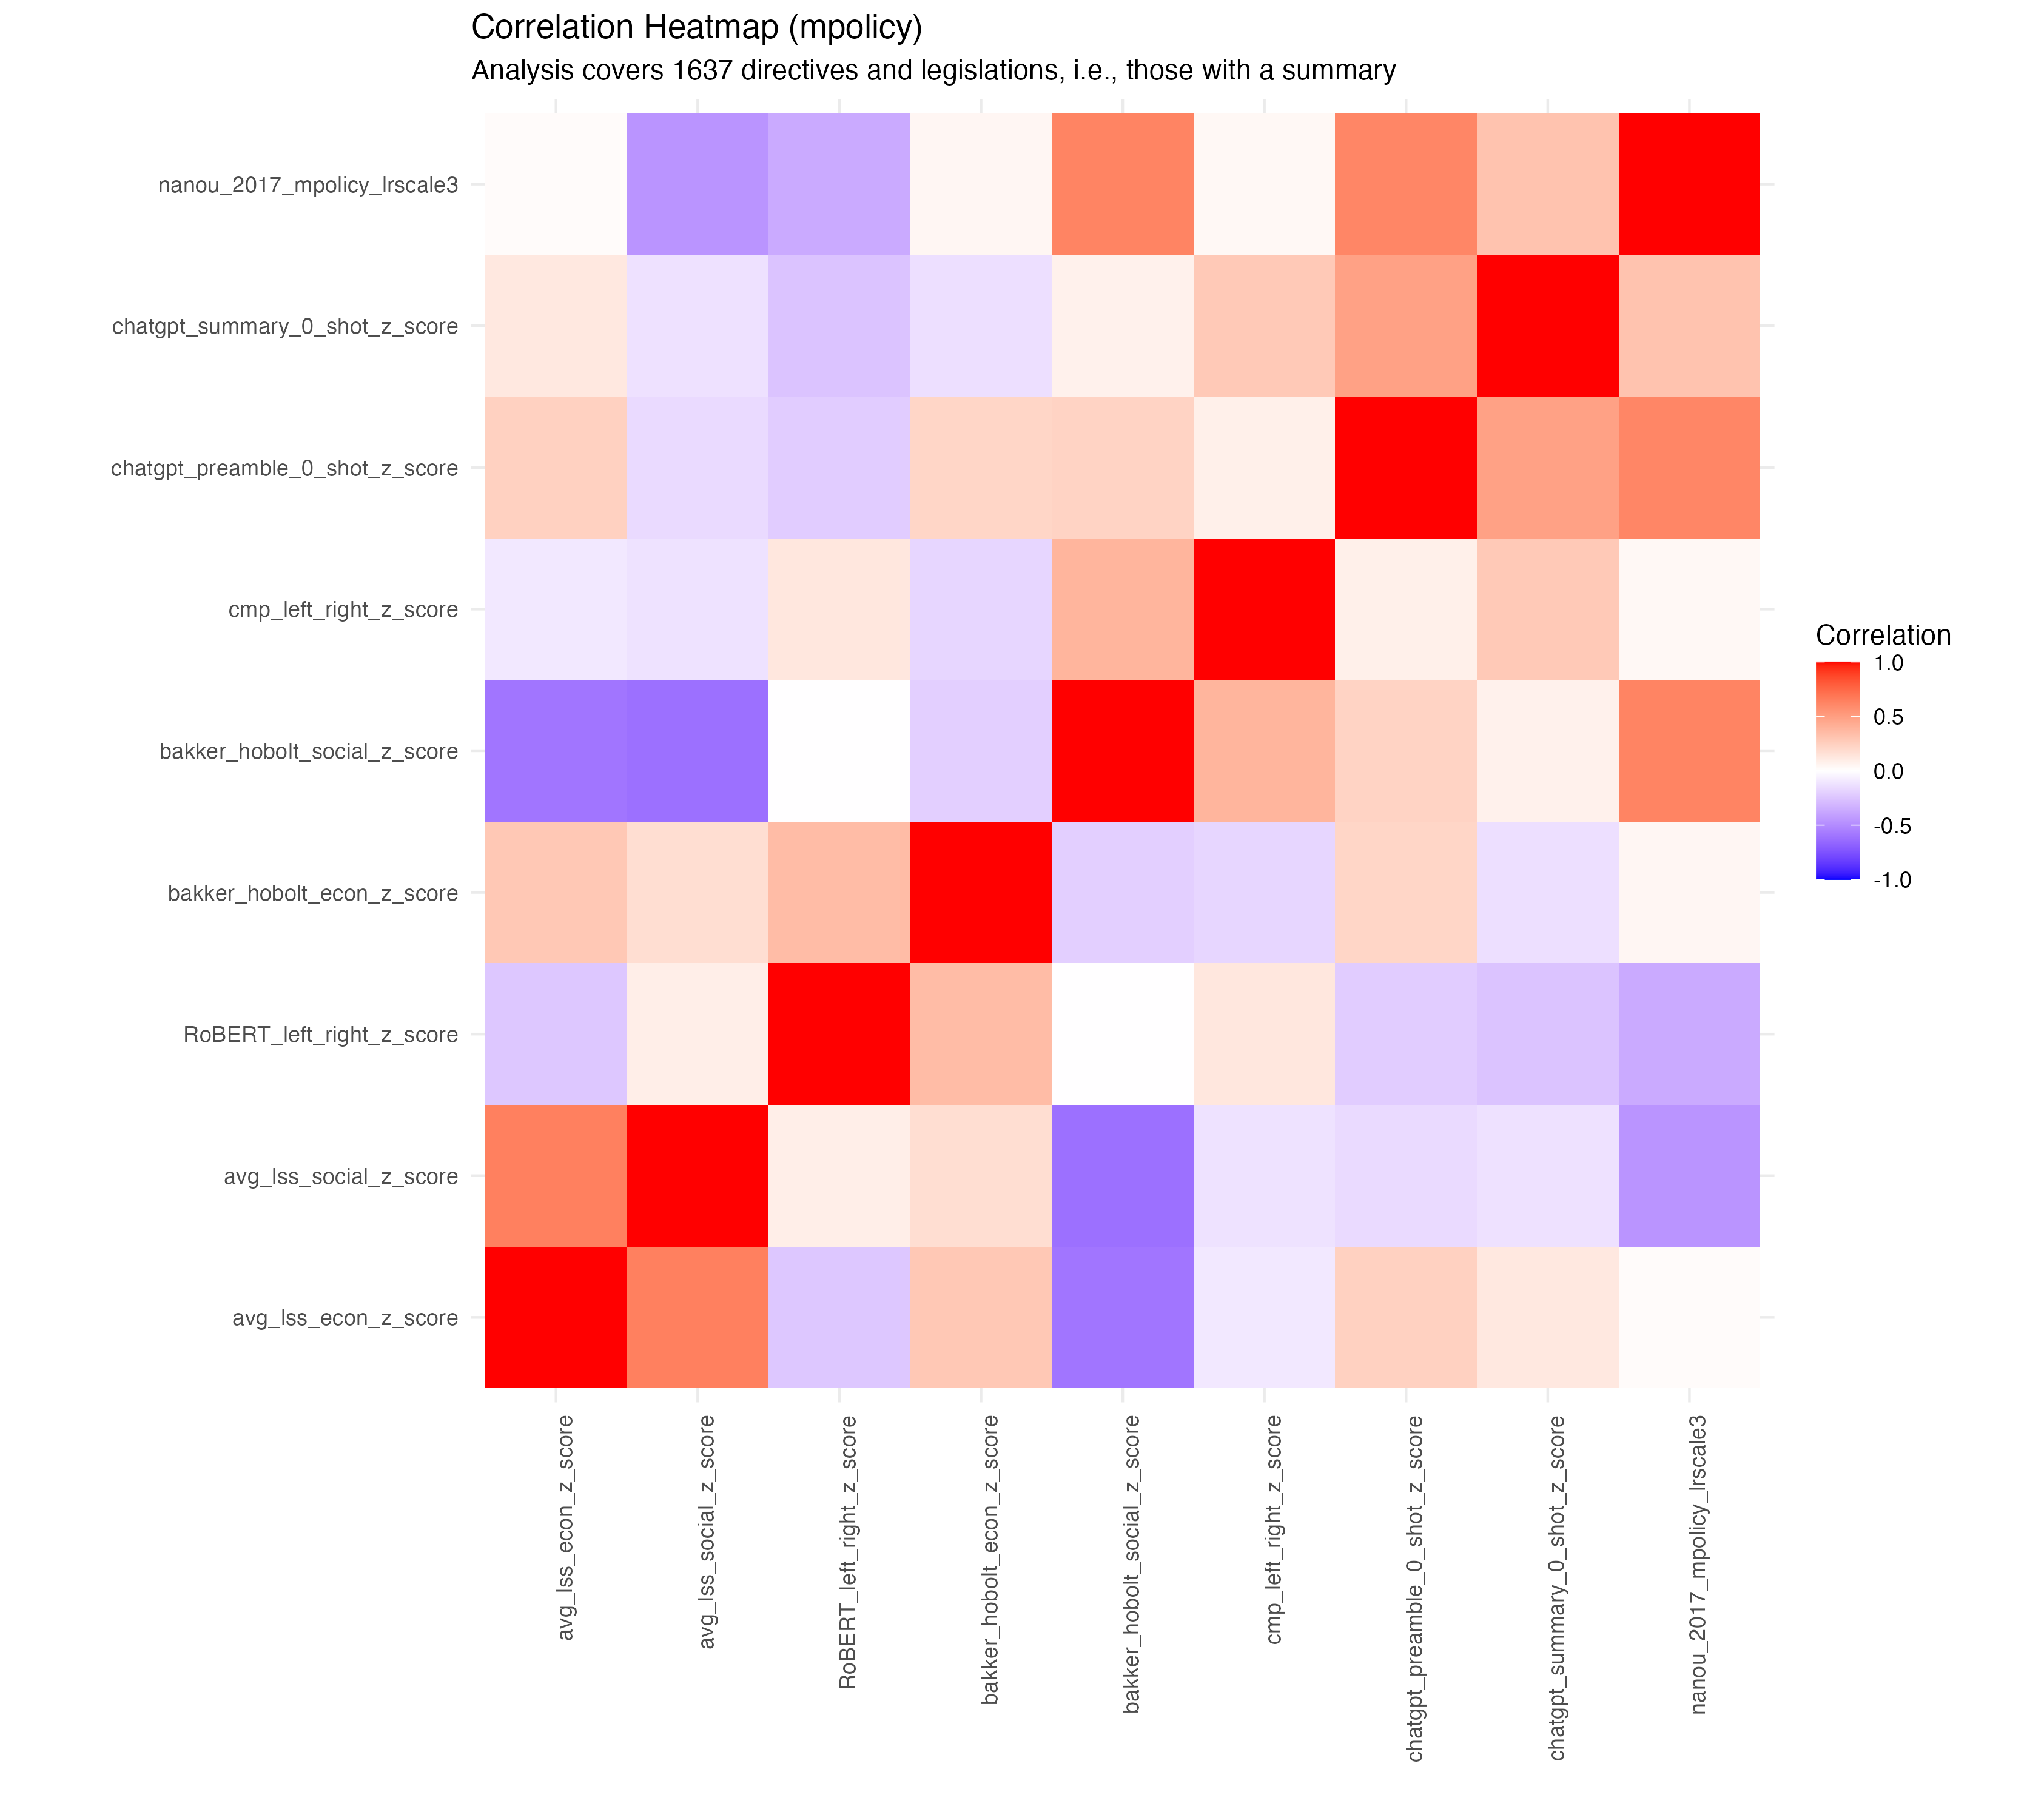 Correlation Heatmap (mpolicy)
Analysis covers 1637 directives and legislations, i.e., those with a summary
nanou_2017_mpolicy_lrscale3
chatgpt_summary_0_shot_z_score
chatgpt_preamble_0_shot_z_score
cmp_left_right_z_score
bakker_hobolt_social_z_score
bakker_hobolt_econ_z_score
RoBERT_left_right_z_score
avg_lss_social_z_score
avg_lss_econ_z_score
Correlation
1.0
0.5
0.0
-0.5
-1.0
avg_lss_econ_z_score
avg_lss_social_z_score
RoBERT_left_right_z_score
bakker_hobolt_econ_z_score
bakker_hobolt_social_z_score
cmp_left_right_z_score
chatgpt_preamble_0_shot_z_score
chatgpt_summary_0_shot_z_score
nanou_2017_mpolicy_lrscale3